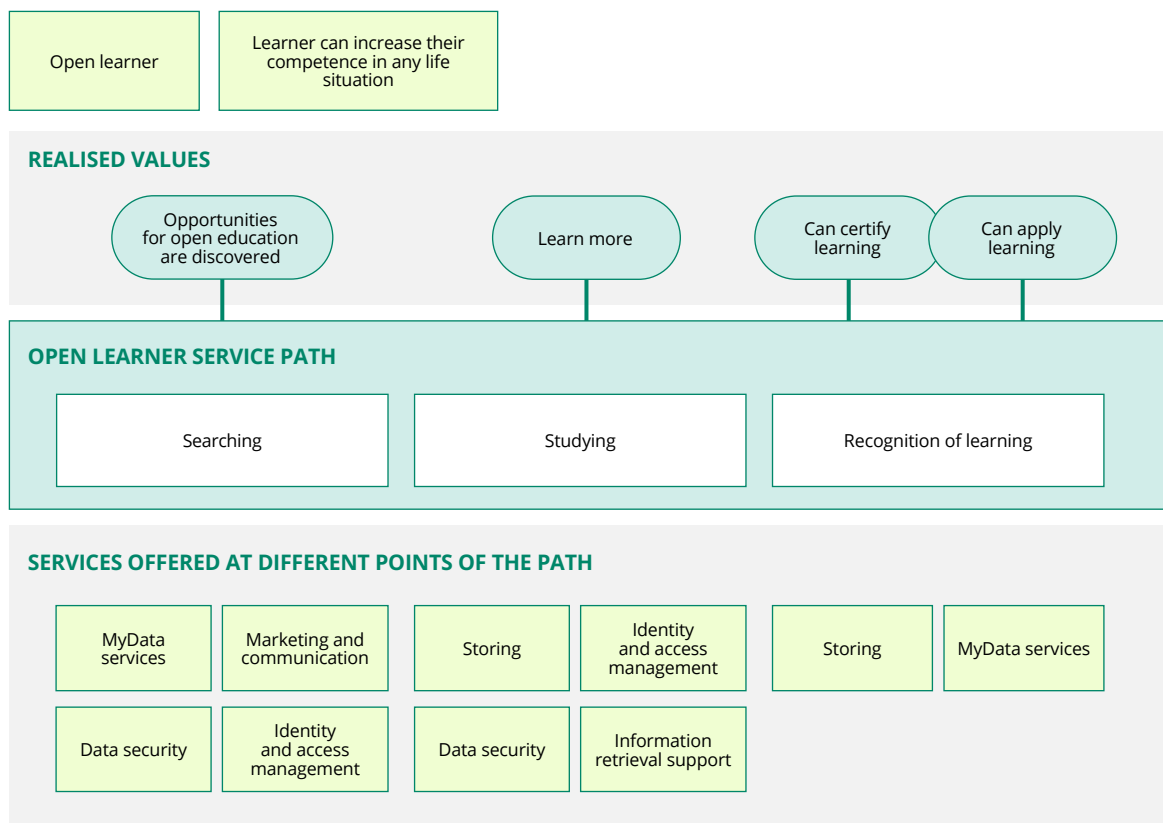 Open learner
Learner can increase their
competence in any life
situation
REALISED VALUES
Opportunities
for open education
are discovered
Learn more
Can certify
learning
Can apply
learning
OPEN LEARNER SERVICE PATH
Searching
Studying
Recognition of learning
SERVICES OFFERED AT DIFFERENT POINTS OF THE PATH
MyData
services
Marketing and
communication
Storing
Identity
and access
management
Storing
MyData services
Data security
Identity
and access
management
Data security
Information
retrieval support